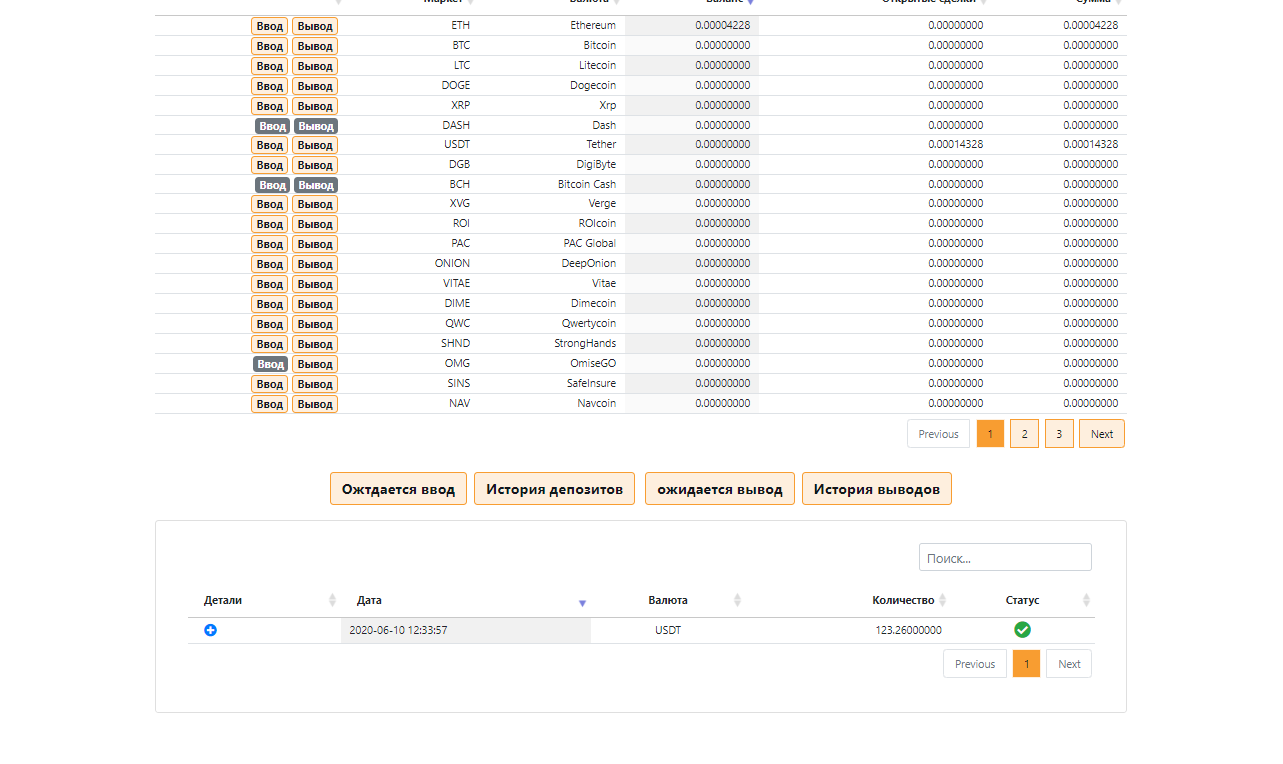 Маркет Валюта Баланс Открытые сделки Сумма
Ввод Вывод ETH Ethereum 0.00004228 0.00000000 0.00004228
Ввод Вывод BTC Bitcoin 0.00000000 0.00000000 0.00000000
Ввод Вывод LTC Litecoin 0.00000000 0.00000000 0.00000000
Ввод Вывод DOGE Dogecoin 0.00000000 0.00000000 0.00000000
Ввод Вывод XRP Xrp 0.00000000 0.00000000 0.00000000
Ввод Вывод DASH Dash 0.00000000 0.00000000 0.00000000
Ввод Вывод USDT Tether 0.00000000 0.00014328 0.00014328
Ввод Вывод DGB DigiByte 0.00000000 0.00000000 0.00000000
Ввод Вывод BCH Bitcoin Cash 0.00000000 0.00000000 0.00000000
Ввод Вывод XVG Verge 0.00000000 0.00000000 0.00000000
Ввод Вывод ROI ROIcoin 0.00000000 0.00000000 0.00000000
Ввод Вывод PAC PAC Global 0.00000000 0.00000000 0.00000000
Ввод Вывод ONION DeepOnion 0.00000000 0.00000000 0.00000000
Ввод Вывод VITAE Vitae 0.00000000 0.00000000 0.00000000
Ввод Вывод DIME Dimecoin 0.00000000 0.00000000 0.00000000
Ввод Вывод QWC Qwertycoin 0.00000000 0.00000000 0.00000000
Ввод Вывод SHND StrongHands 0.00000000 0.00000000 0.00000000
Ввод Вывод OMG OmiseGO 0.00000000 0.00000000 0.00000000
Ввод Вывод SINS SafeInsure 0.00000000 0.00000000 0.00000000
Ввод Вывод NAV Navcoin 0.00000000 0.00000000 0.00000000
Previous 1 2 3 Next
Ожтдается ввод История депозитов ожидается вывод История выводов
Поиск...
Детали Дата Валюта Количество Статус
2020-06-10 12:33:57 USDT 123.26000000
Previous 1 Next